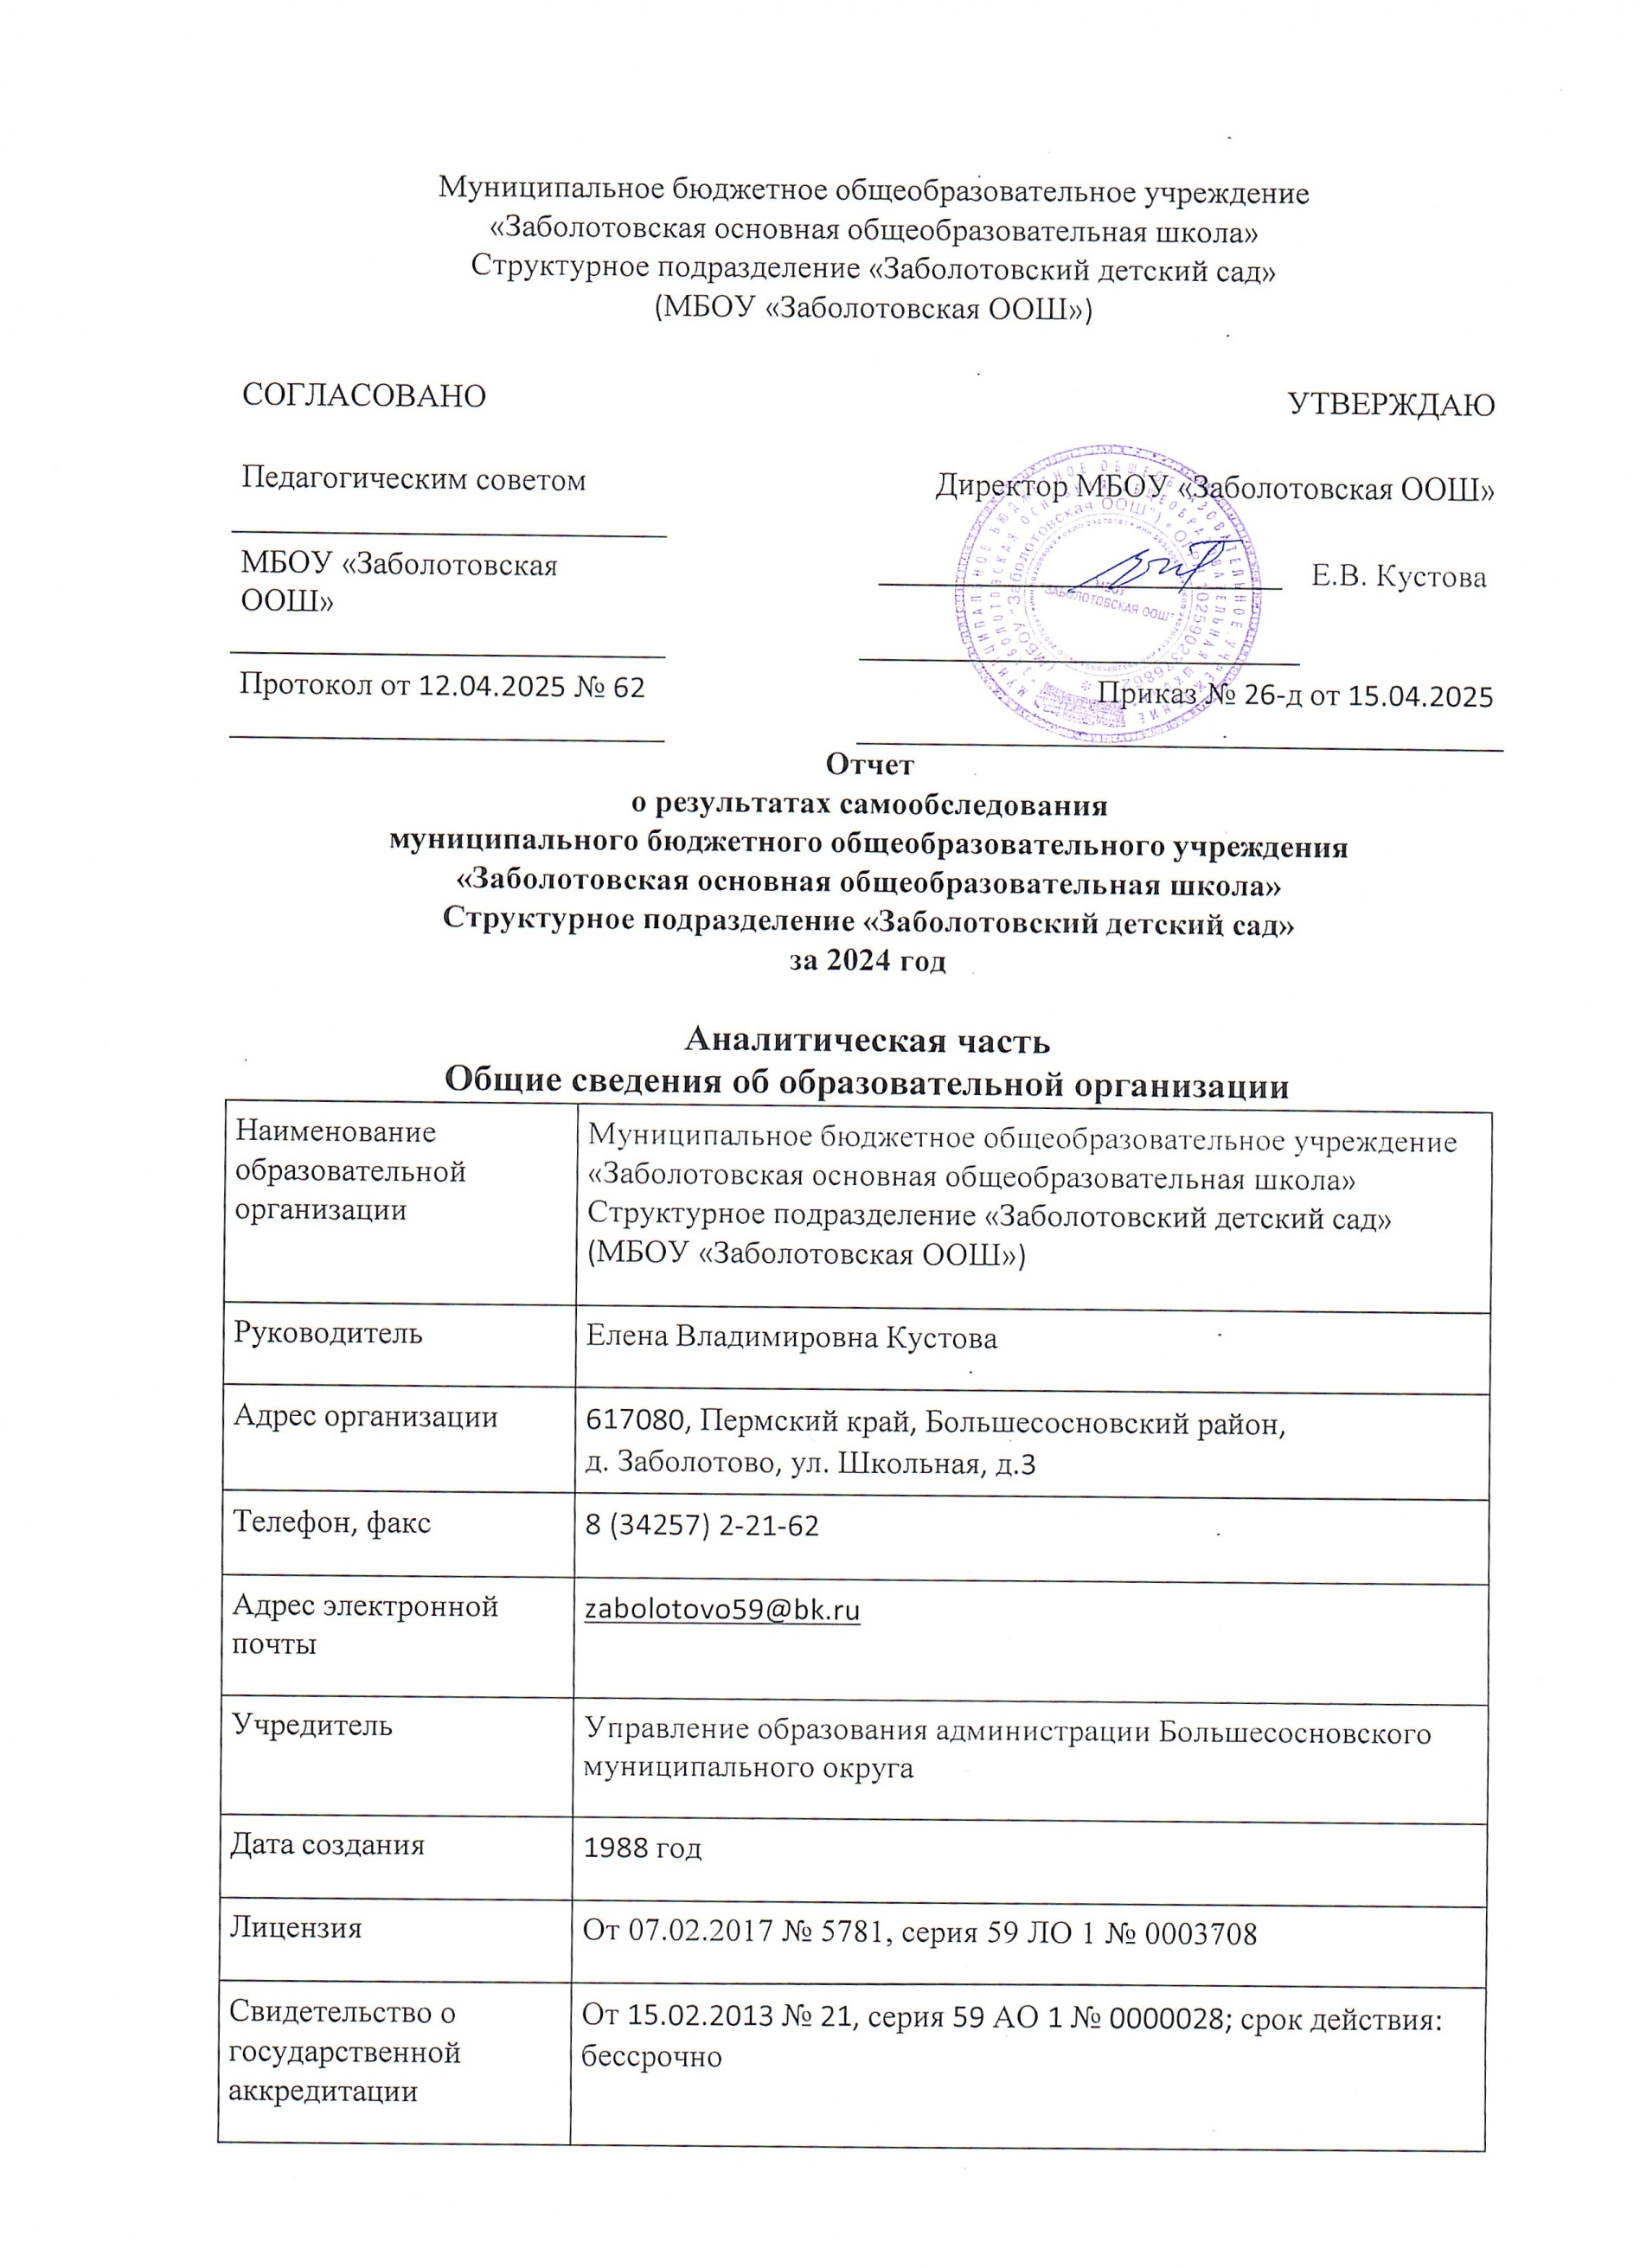 Муниципальное бюджетное общеобразовательное учреждение
«Заболотовская основная общеобразовательная школа»
Структурное подразделение «Заболотовский детский сад»
(МБОУ «Заболотовская ООШ»)
СОГЛАСОВАНО
УТВЕРЖДАЮ
Педагогическим советом
Директор МБОУ «Заболотовская ООШ»
МБОУ «Заболотовская
ООШ»
Е.В. Кустова
МБОУ
"ЗАБОЛОТОВСКАЯ ООШ"
Протокол от 12.04.2025 № 62
Приказ № 26-д от 15.04.2025
Отчет
о результатах самообследования
муниципального бюджетного общеобразовательного учреждения
«Заболотовская основная общеобразовательная школа»
Структурное подразделение «Заболотовский детский сад»
за 2024 год
Аналитическая часть
Общие сведения об образовательной организации
Наименование
образовательной
организации
Муниципальное бюджетное общеобразовательное учреждение
«Заболотовская основная общеобразовательная школа»
Структурное подразделение «Заболотовский детский сад»
(МБОУ «Заболотовская ООШ»)
Руководитель
Елена Владимировна Кустова
Адрес организации
617080, Пермский край, Большесосновский район,
д. Заболотово, ул. Школьная, д.3
Телефон, факс
8 (34257) 2-21-62
Адрес электронной
почты
zabolotovo59@bk.ru
Учредитель
Управление образования администрации Большесосновского
муниципального округа
Дата создания
1988 год
Лицензия
От 07.02.2017 № 5781, серия 59 ЛО 1 № 0003708
Свидетельство о
государственной
аккредитации
От 15.02.2013 № 21, серия 59 АО 1 № 0000028; срок действия:
бессрочно